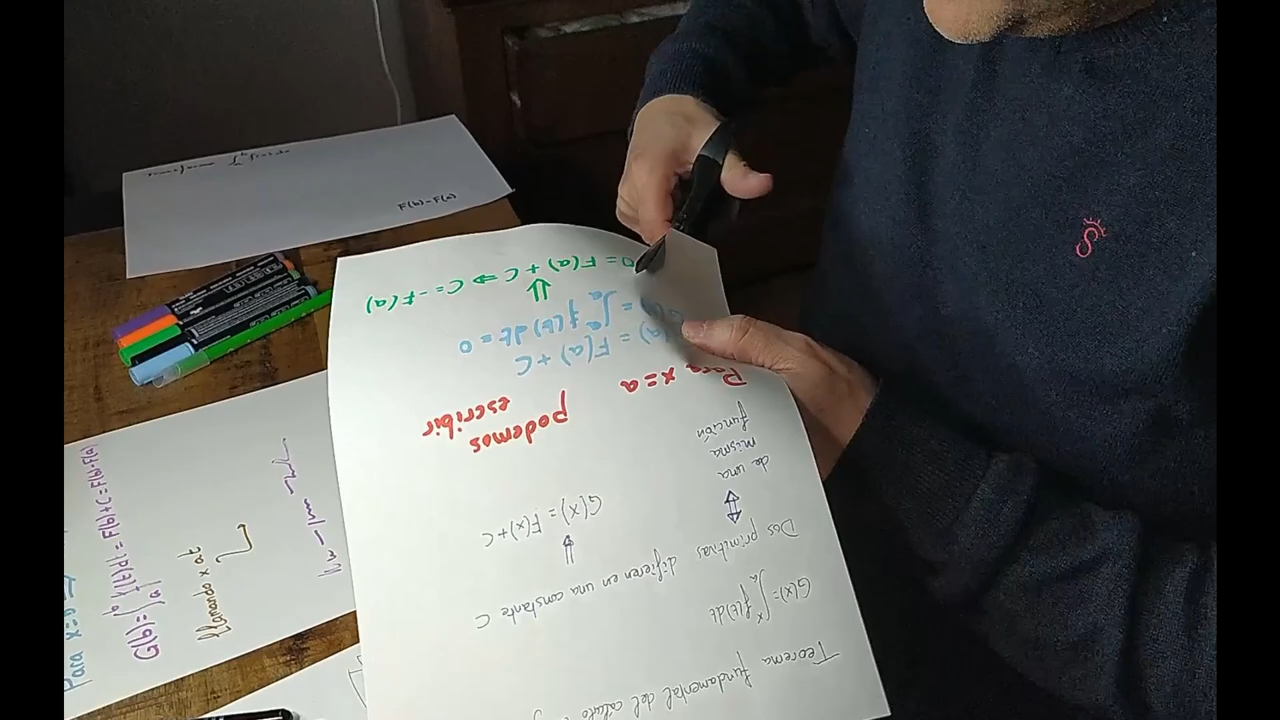 Teorema fundamental del cálculo
G(x) = ∫ₐˣ f(t)dt
Dos primitivas difieren en una constante C
⇕ ⇓
de una G(x) = F(x)+C
misma
función
podemos
escribir
Para x = a
(a) = F(a) + C
= ∫ₐ f(t) dt = 0
⇓
0 = F(a) + C ⇒ C = -F(a)
F(b) - F(a)
Para x = b
G(b) = ∫ₐᵇ f(t)dt = F(b)+C = F(b)-F(a)
llamando x a t
S